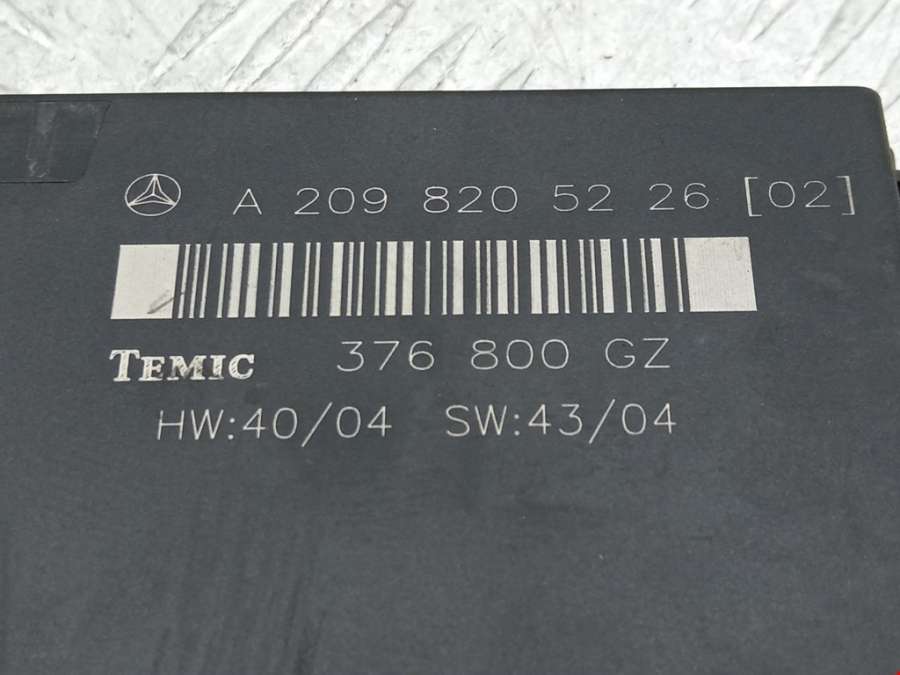 A 209 820 52 26 [02]
TEMIC 376 800 GZ
HW:40/04 SW:43/04